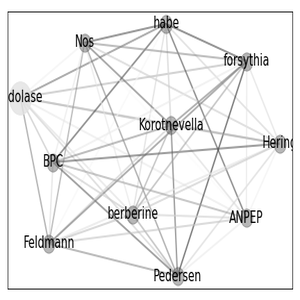 habe
Nos
forsythia
dolase
Korotnevella
Hering
BPC
berberine
ANPEP
Feldmann
Pedersen